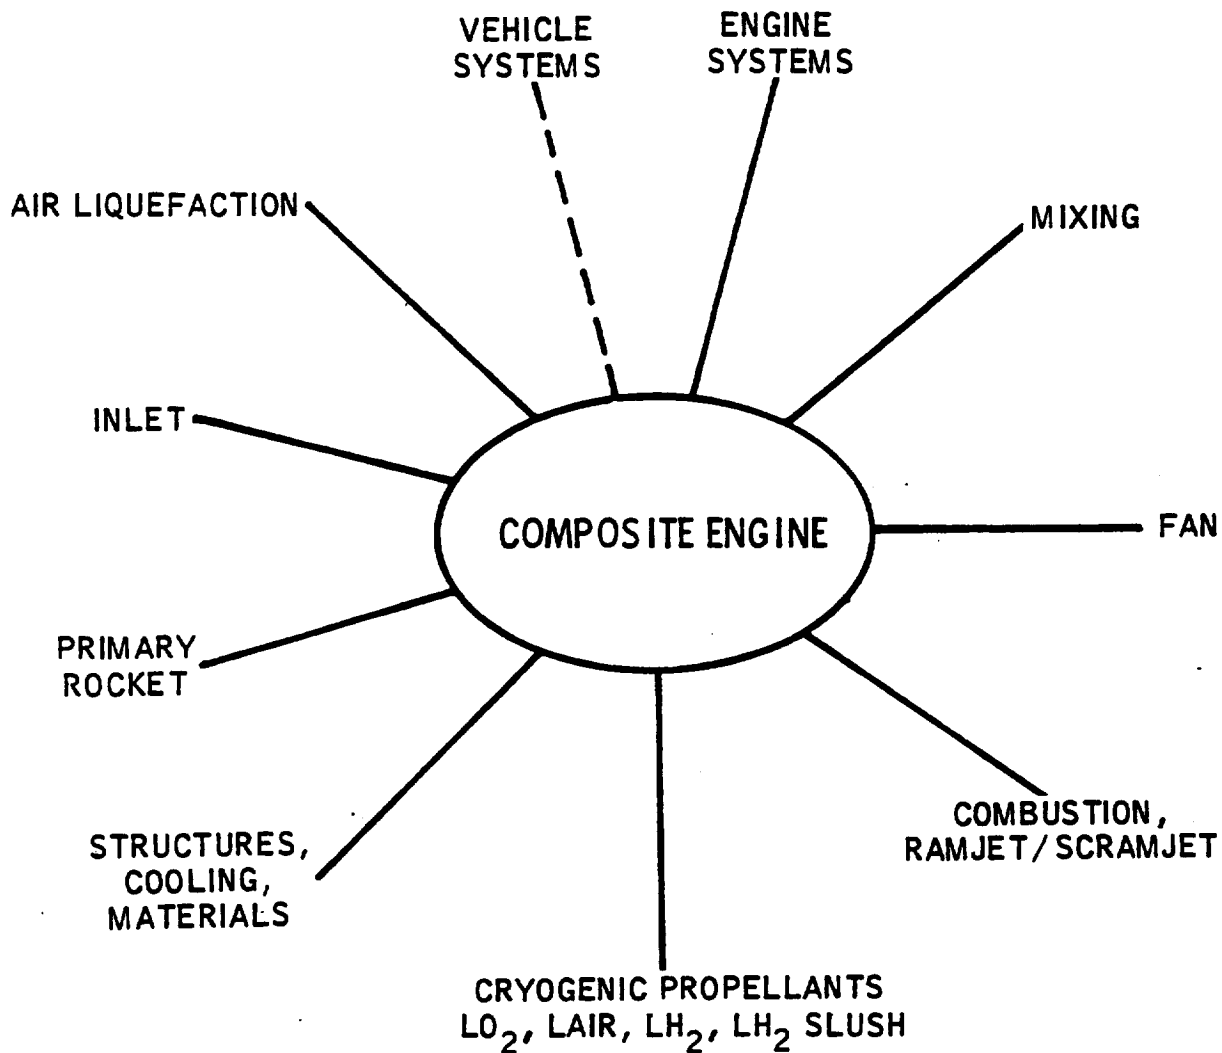 VEHICLE
SYSTEMS
ENGINE
SYSTEMS
AIR LIQUEFACTION
MIXING
INLET
COMPOSITE ENGINE
FAN
PRIMARY
ROCKET
COMBUSTION,
RAMJET/SCRAMJET
STRUCTURES,
COOLING,
MATERIALS
CRYOGENIC PROPELLANTS
LO₂, LAIR, LH₂, LH₂ SLUSH